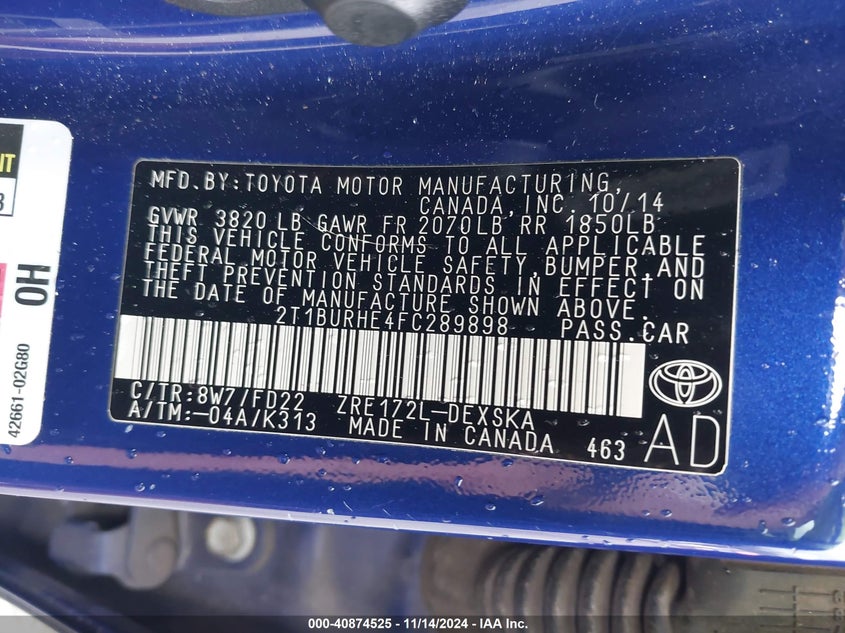 MFD. BY: TOYOTA MOTOR MANUFACTURING,
CANADA, INC. 10/14
GVWR 3820 LB GAWR FR 2070LB RR 1850LB
THIS VEHICLE CONFORMS TO ALL APPLICABLE
FEDERAL MOTOR VEHICLE SAFETY, BUMPER, AND
THEFT PREVENTION STANDARDS IN EFFECT ON
THE DATE OF MANUFACTURE SHOWN ABOVE.
2T1BURHE4FC289898 PASS. CAR
C/TR: 8W7/FD22 ZRE172L-DEXSKA
A/TM: -04A/K313 MADE IN CANADA 463
AD
OH
42661-02G80
000-40874525 - 11/14/2024 - IAA Inc.